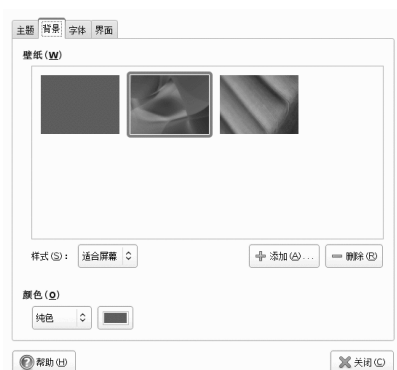 主题 背景 字体 界面
壁纸(W)
样式(S)： 适合屏幕 添加(A)... 删除(R)
颜色(O)
纯色
帮助(H) 关闭(C)